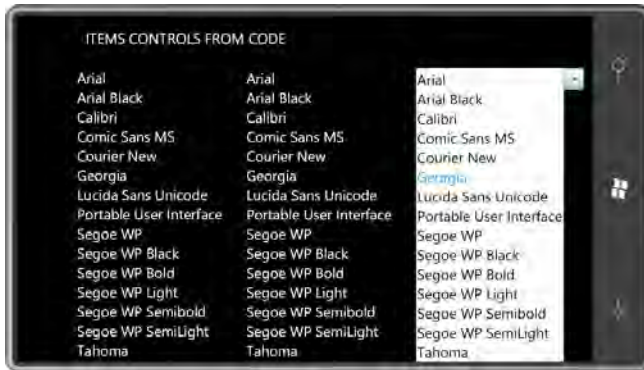 ITEMS CONTROLS FROM CODE
Arial Arial Arial
Arial Black Arial Black Arial Black
Calibri Calibri Calibri
Comic Sans MS Comic Sans MS Comic Sans MS
Courier New Courier New Courier New
Georgia Georgia Georgia
Lucida Sans Unicode Lucida Sans Unicode Lucida Sans Unicode
Portable User Interface Portable User Interface Portable User Interface
Segoe WP Segoe WP Segoe WP
Segoe WP Black Segoe WP Black Segoe WP Black
Segoe WP Bold Segoe WP Bold Segoe WP Bold
Segoe WP Light Segoe WP Light Segoe WP Light
Segoe WP Semibold Segoe WP Semibold Segoe WP Semibold
Segoe WP SemiLight Segoe WP SemiLight Segoe WP SemiLight
Tahoma Tahoma Tahoma